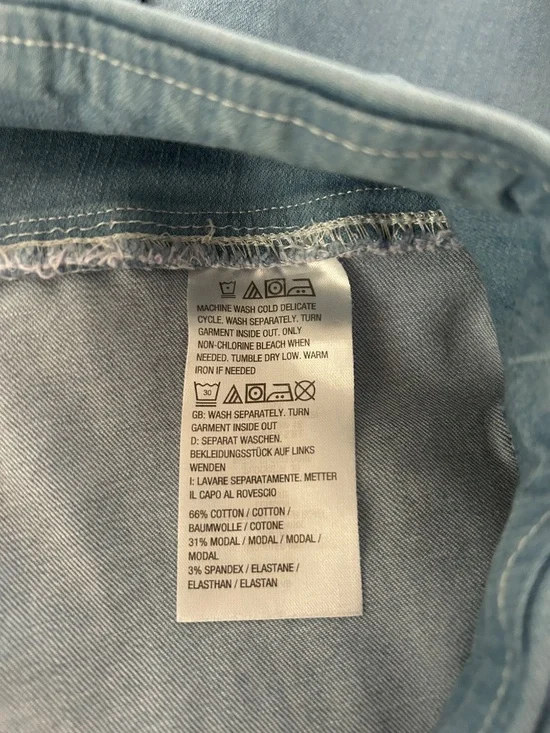 MACHINE WASH COLD DELICATE
CYCLE. WASH SEPARATELY. TURN
GARMENT INSIDE OUT. ONLY
NON-CHLORINE BLEACH WHEN
NEEDED. TUMBLE DRY LOW. WARM
IRON IF NEEDED
30
GB: WASH SEPARATELY. TURN
GARMENT INSIDE OUT
D: SEPARAT WASCHEN.
BEKLEIDUNGSSTÜCK AUF LINKS
WENDEN
I: LAVARE SEPARATAMENTE. METTER
IL CAPO AL ROVESCIO
66% COTTON / COTTON /
BAUMWOLLE / COTONE
31% MODAL / MODAL / MODAL /
MODAL
3% SPANDEX / ELASTANE /
ELASTHAN / ELASTAN